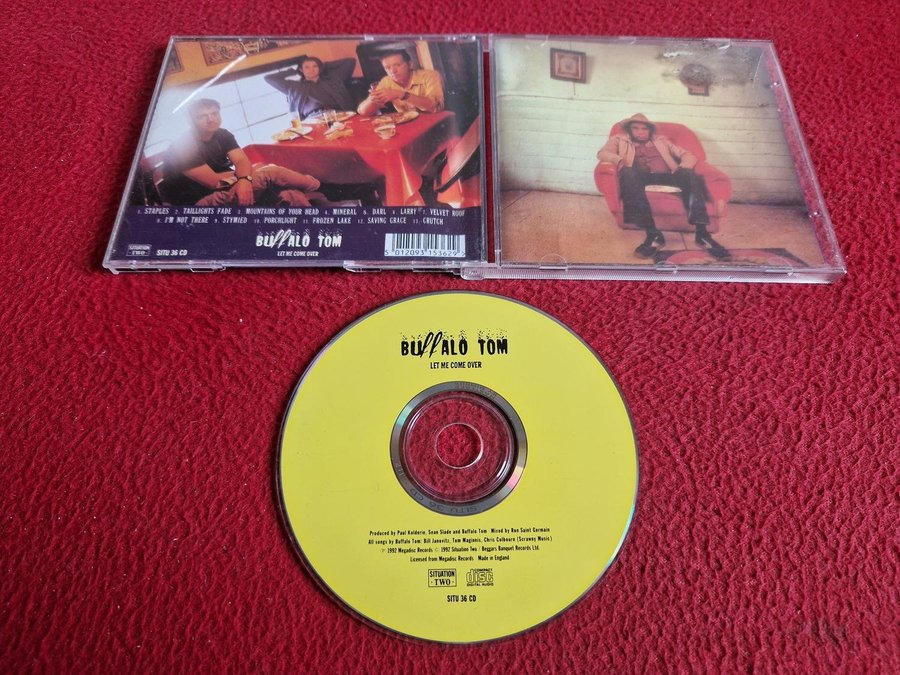 1. STAPLES 2. TAILLIGHTS FADE 3. MOUNTAINS OF YOUR HEAD 4. MINERAL 5. DARL 6. LARRY 7. VELVET ROOF
8. I'M NOT THERE 9. STYMIED 10. PORCHLIGHT 11. FROZEN LAKE 12. SAVING GRACE 13. CRUTCH
BUffALO TOM
LET ME COME OVER
SITUATION TWO
SITU 36 CD
5 012093 153629
BUffALO TOM
LET ME COME OVER
Produced by Paul Kolderie, Sean Slade and Buffalo Tom · Mixed by Ron Saint Germain
All songs by Buffalo Tom: Bill Janovitz, Tom Maginnis, Chris Colbourn (Scrawny Music)
℗ 1992 Megadisc Records © 1992 Situation Two / Beggars Banquet Records Ltd.
Licensed from Megadisc Records Made in England
SITUATION
TWO
COMPACT
disc
DIGITAL AUDIO
SITU 36 CD